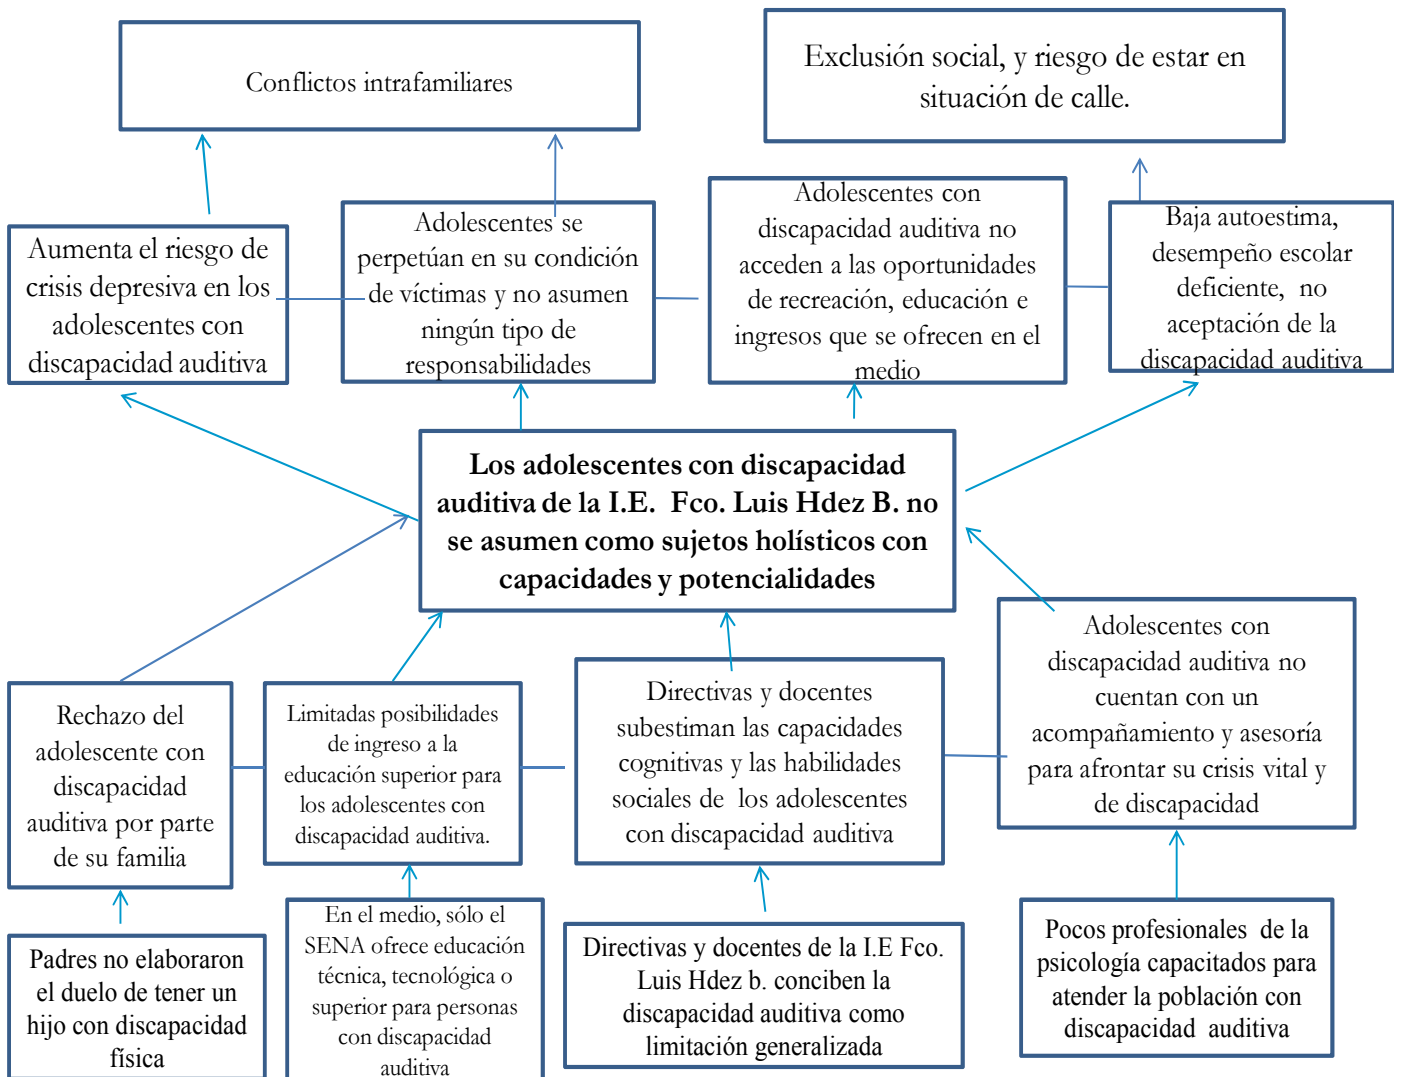 Conflictos intrafamiliares
Exclusión social, y riesgo de estar en
situación de calle.
Aumenta el riesgo de
crisis depresiva en los
adolescentes con
discapacidad auditiva
Adolescentes se
perpetúan en su condición
de víctimas y no asumen
ningún tipo de
responsabilidades
Adolescentes con
discapacidad auditiva no
acceden a las oportunidades
de recreación, educación e
ingresos que se ofrecen en el
medio
Baja autoestima,
desempeño escolar
deficiente, no
aceptación de la
discapacidad auditiva
Los adolescentes con discapacidad
auditiva de la I.E. Fco. Luis Hdez B. no
se asumen como sujetos holísticos con
capacidades y potencialidades
Rechazo del
adolescente con
discapacidad
auditiva por parte
de su familia
Limitadas posibilidades
de ingreso a la
educación superior para
los adolescentes con
discapacidad auditiva.
Directivas y docentes
subestiman las capacidades
cognitivas y las habilidades
sociales de los adolescentes
con discapacidad auditiva
Adolescentes con
discapacidad auditiva no
cuentan con un
acompañamiento y asesoría
para afrontar su crisis vital y
de discapacidad
Padres no elaboraron
el duelo de tener un
hijo con discapacidad
física
En el medio, sólo el
SENA ofrece educación
técnica, tecnológica o
superior para personas
con discapacidad
auditiva
Directivas y docentes de la I.E Fco.
Luis Hdez b. conciben la
discapacidad auditiva como
limitación generalizada
Pocos profesionales de la
psicología capacitados para
atender la población con
discapacidad auditiva